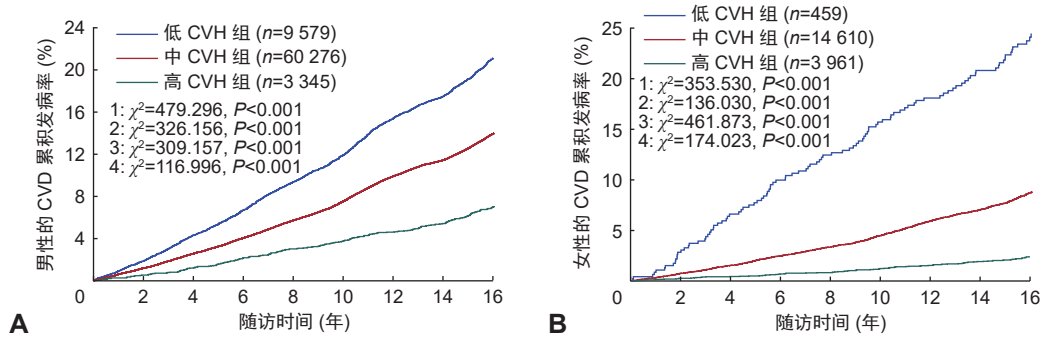 24
20
16
12
8
4
男性的 CVD 累积发病率 (%)
低 CVH 组 (n=9 579)
中 CVH 组 (n=60 276)
高 CVH 组 (n=3 345)
1: χ²=479.296, P<0.001
2: χ²=326.156, P<0.001
3: χ²=309.157, P<0.001
4: χ²=116.996, P<0.001
0 2 4 6 8 10 12 14 16
随访时间 (年)
A
25
20
15
10
5
女性的 CVD 累积发病率 (%)
低 CVH 组 (n=459)
中 CVH 组 (n=14 610)
高 CVH 组 (n=3 961)
1: χ²=353.530, P<0.001
2: χ²=136.030, P<0.001
3: χ²=461.873, P<0.001
4: χ²=174.023, P<0.001
0 2 4 6 8 10 12 14 16
随访时间 (年)
B